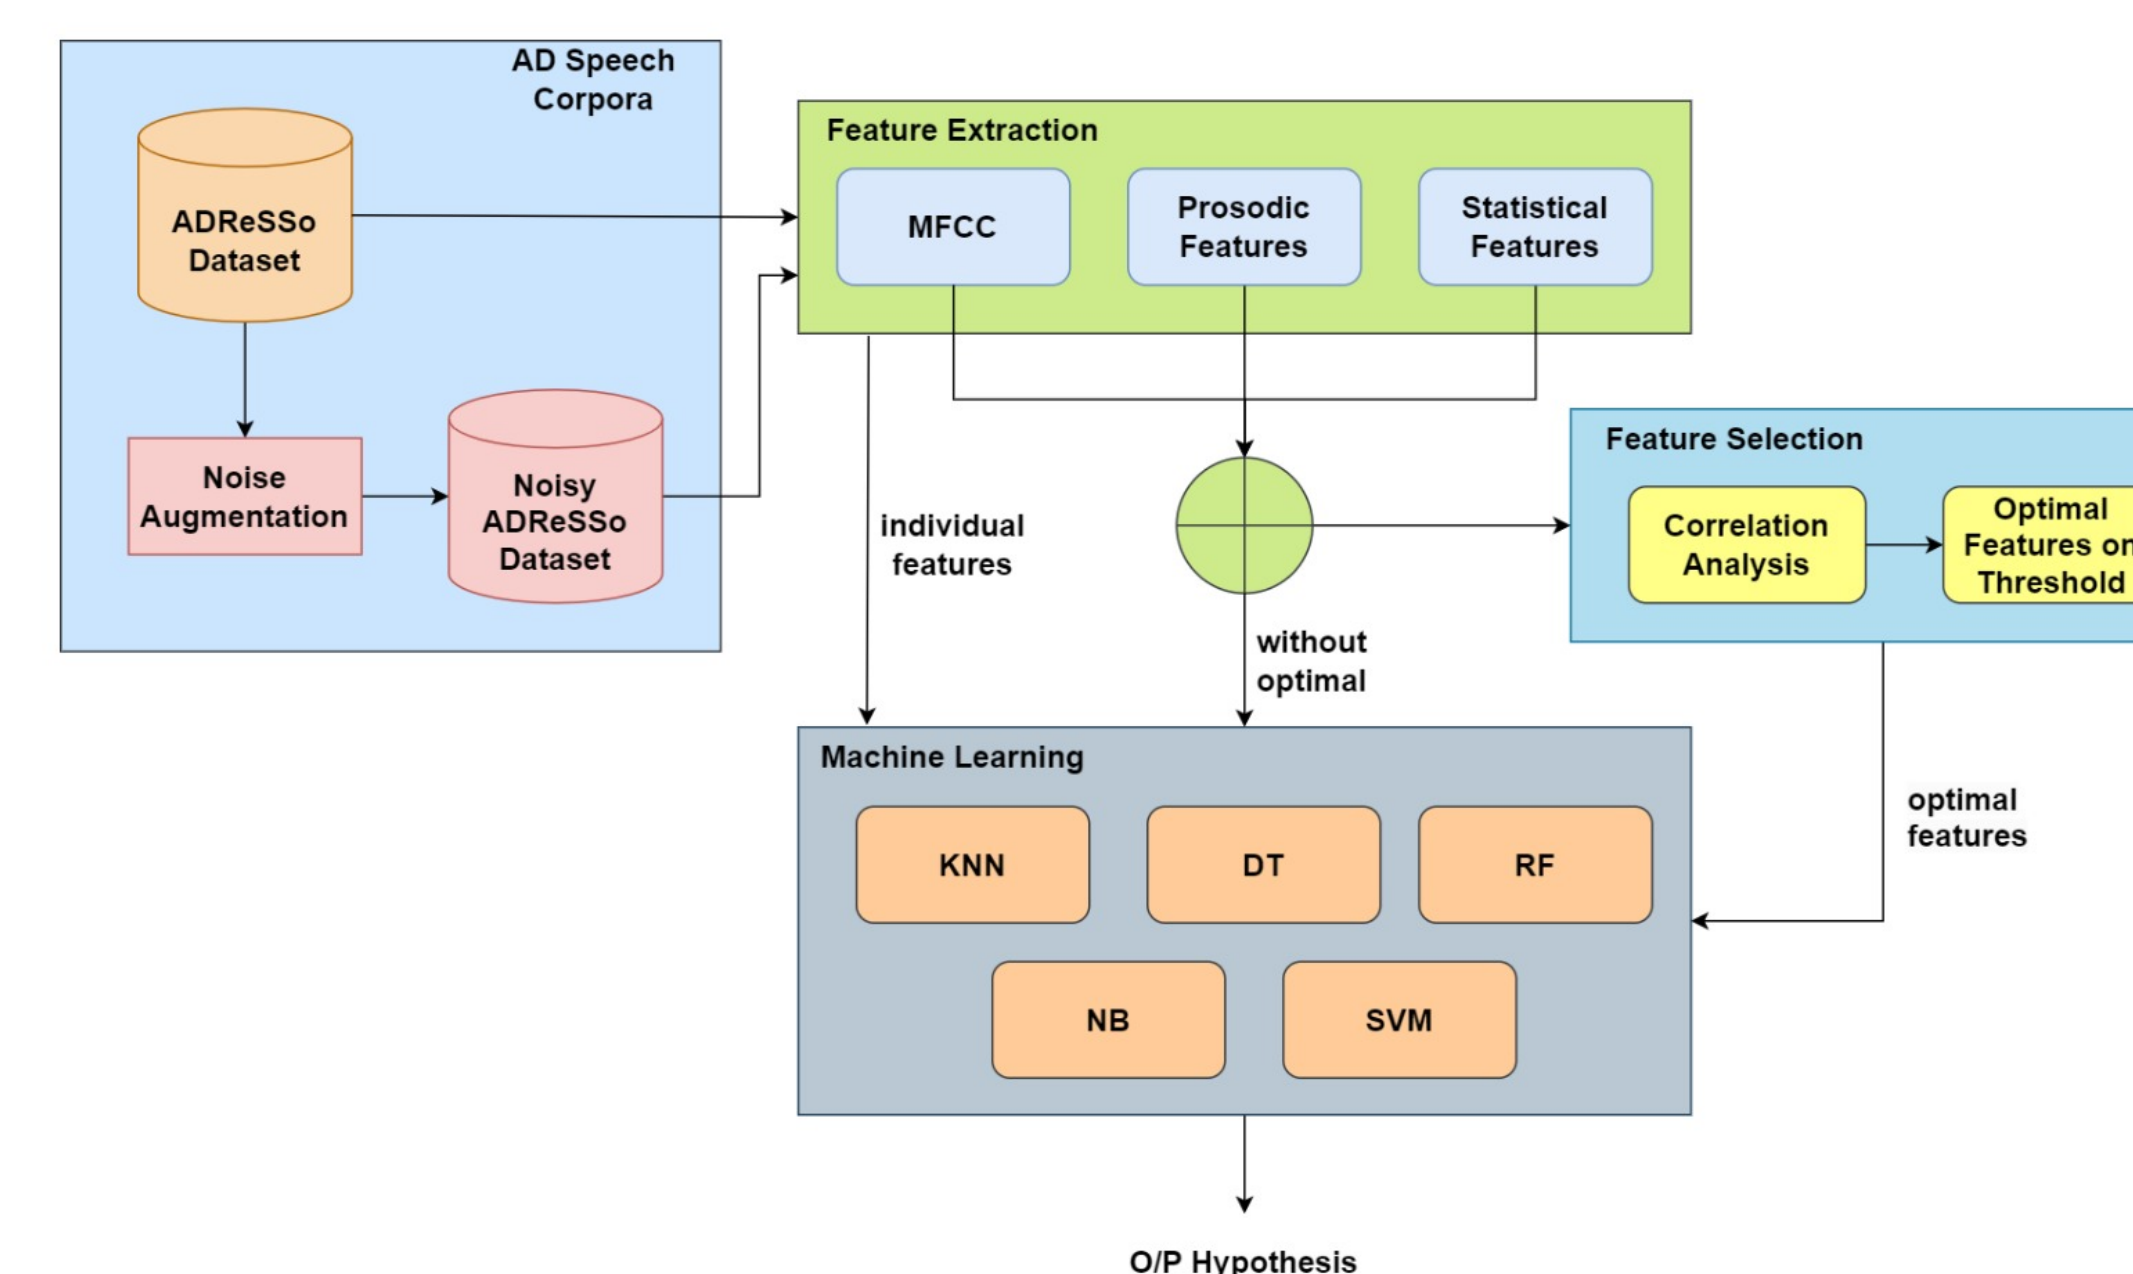 AD Speech
Corpora
ADReSSo
Dataset
Noise
Augmentation
Noisy
ADReSSo
Dataset
Feature Extraction
MFCC
Prosodic
Features
Statistical
Features
individual
features
without
optimal
Feature Selection
Correlation
Analysis
Optimal
Features on
Threshold
optimal
features
Machine Learning
KNN
DT
RF
NB
SVM
O/P Hypothesis